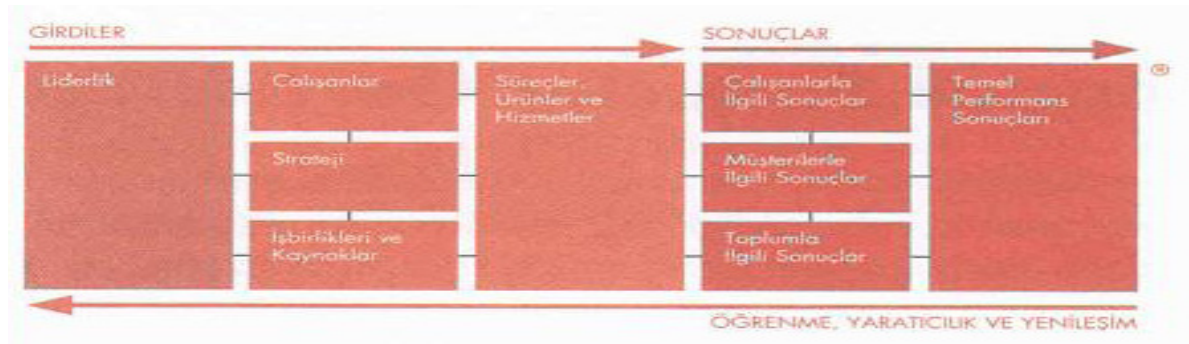 GİRDİLER
SONUÇLAR
Liderlik
Çalışanlar
Süreçler,
Ürünler ve
Hizmetler
Çalışanlarla
İlgili Sonuçlar
Temel
Performans
Sonuçları
®
Strateji
Müşterilerle
İlgili Sonuçlar
İşbirlikleri ve
Kaynaklar
Toplumla
İlgili Sonuçlar
ÖĞRENME, YARATICILIK VE YENİLEŞİM